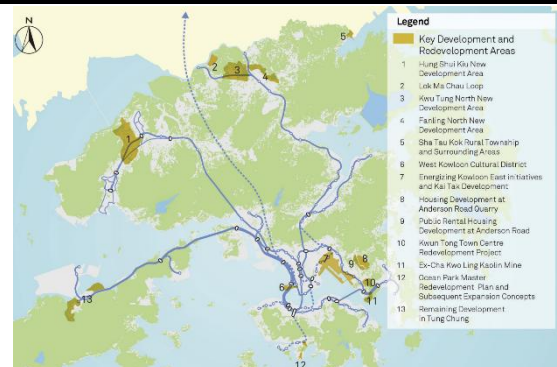 N
Legend
Key Development and
Redevelopment Areas
1 Hung Shui Kiu New
Development Area
2 Lok Ma Chau Loop
3 Kwu Tung North New
Development Area
4 Fanling North New
Development Area
5 Sha Tau Kok Rural Township
and Surrounding Areas
6 West Kowloon Cultural District
7 Energizing Kowloon East initiatives
and Kai Tak Development
8 Housing Development at
Anderson Road Quarry
9 Public Rental Housing
Development at Anderson Road
10 Kwun Tong Town Centre
Redevelopment Project
11 Ex-Cha Kwo Ling Kaolin Mine
12 Ocean Park Master
Redevelopment Plan and
Subsequent Expansion Concepts
13 Remaining Development
in Tung Chung
5
2
3
4
1
7
8
9
6
10
11
13
12